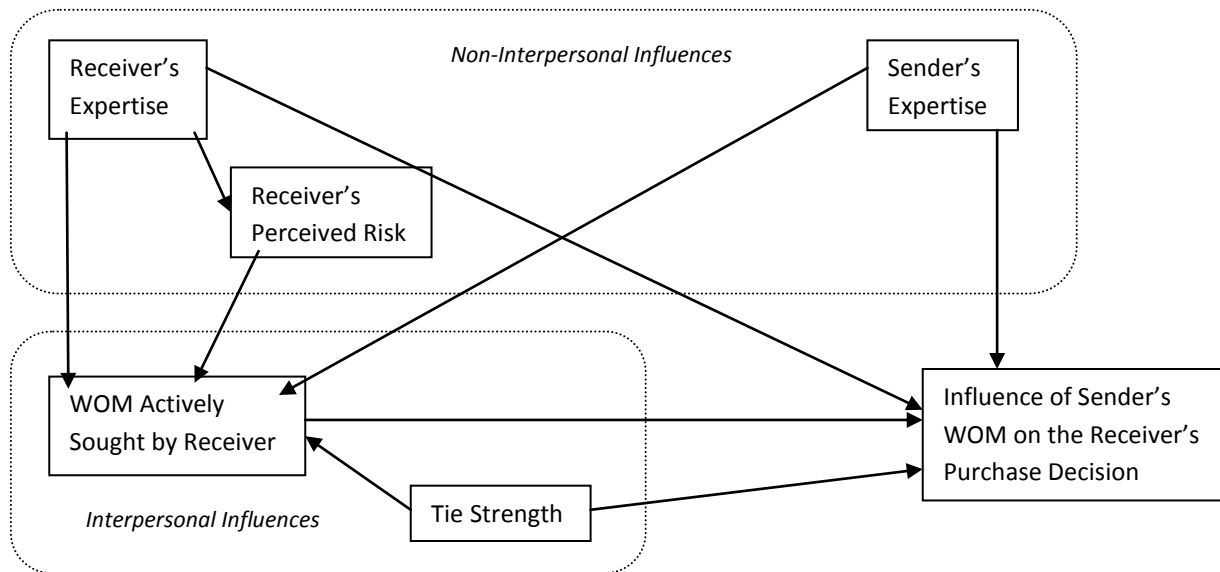 Non-Interpersonal Influences
Receiver’s
Expertise
Sender’s
Expertise
Receiver’s
Perceived Risk
WOM Actively
Sought by Receiver
Influence of Sender’s
WOM on the Receiver’s
Purchase Decision
Tie Strength
Interpersonal Influences